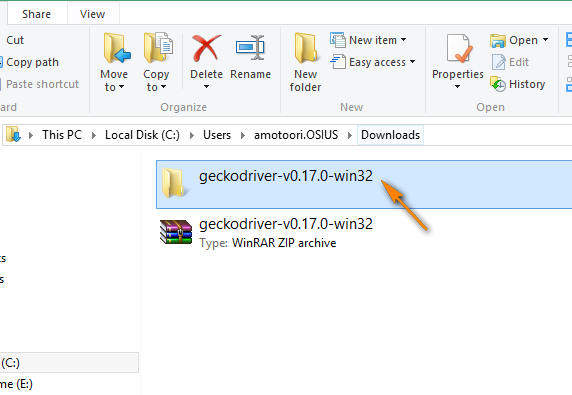 Share View
Cut
Copy path
Paste shortcut
Move to
Copy to
Delete
Rename
New folder
New item
Easy access
Properties
Open
Edit
History
Organize New Open
This PC Local Disk (C:) Users amotoori.OSIUS Downloads
geckodriver-v0.17.0-win32
geckodriver-v0.17.0-win32
Type: WinRAR ZIP archive
(C:)
(E:)